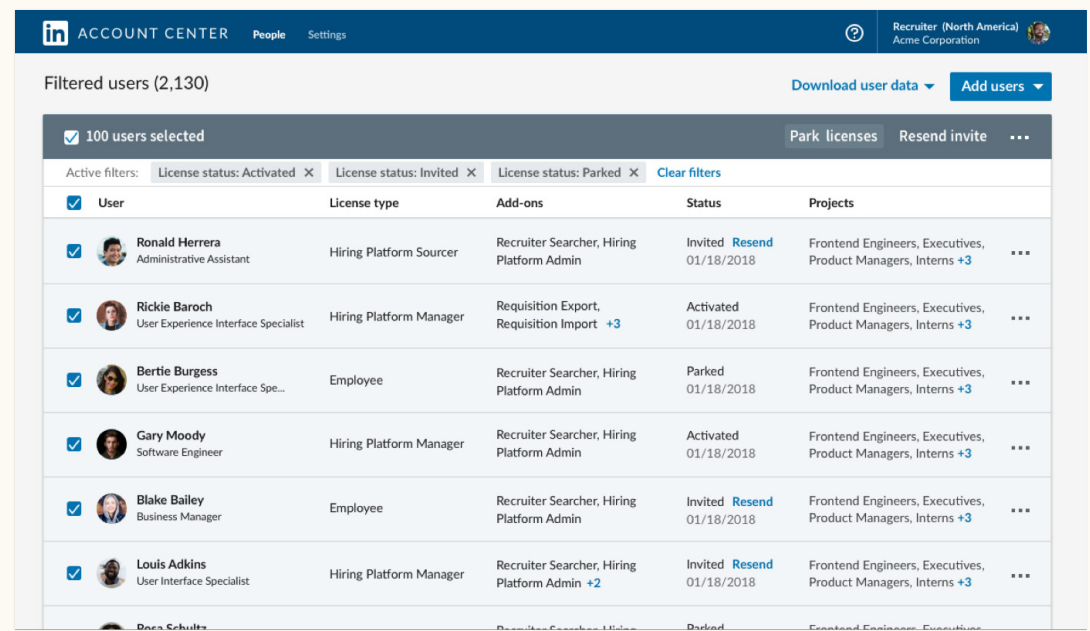 in ACCOUNT CENTER People Settings
Recruiter (North America)
Acme Corporation
Filtered users (2,130)
Download user data
Add users
100 users selected
Park licenses
Resend invite
Active filters: License status: Activated License status: Invited License status: Parked Clear filters
User License type Add-ons Status Projects
Ronald Herrera
Administrative Assistant
Hiring Platform Sourcer
Recruiter Searcher, Hiring
Platform Admin
Invited Resend
01/18/2018
Frontend Engineers, Executives,
Product Managers, Interns +3
Rickie Baroch
User Experience Interface Specialist
Hiring Platform Manager
Requisition Export,
Requisition Import +3
Activated
01/18/2018
Frontend Engineers, Executives,
Product Managers, Interns +3
Bertie Burgess
User Experience Interface Spe...
Employee
Recruiter Searcher, Hiring
Platform Admin
Parked
01/18/2018
Frontend Engineers, Executives,
Product Managers, Interns +3
Gary Moody
Software Engineer
Hiring Platform Manager
Recruiter Searcher, Hiring
Platform Admin
Activated
01/18/2018
Frontend Engineers, Executives,
Product Managers, Interns +3
Blake Bailey
Business Manager
Employee
Recruiter Searcher, Hiring
Platform Admin
Invited Resend
01/18/2018
Frontend Engineers, Executives,
Product Managers, Interns +3
Louis Adkins
User Interface Specialist
Hiring Platform Manager
Recruiter Searcher, Hiring
Platform Admin +2
Invited Resend
01/18/2018
Frontend Engineers, Executives,
Product Managers, Interns +3
Rosa Schultz
Recruiter Searcher, Hiring
Parked
Frontend Engineers, Executives,